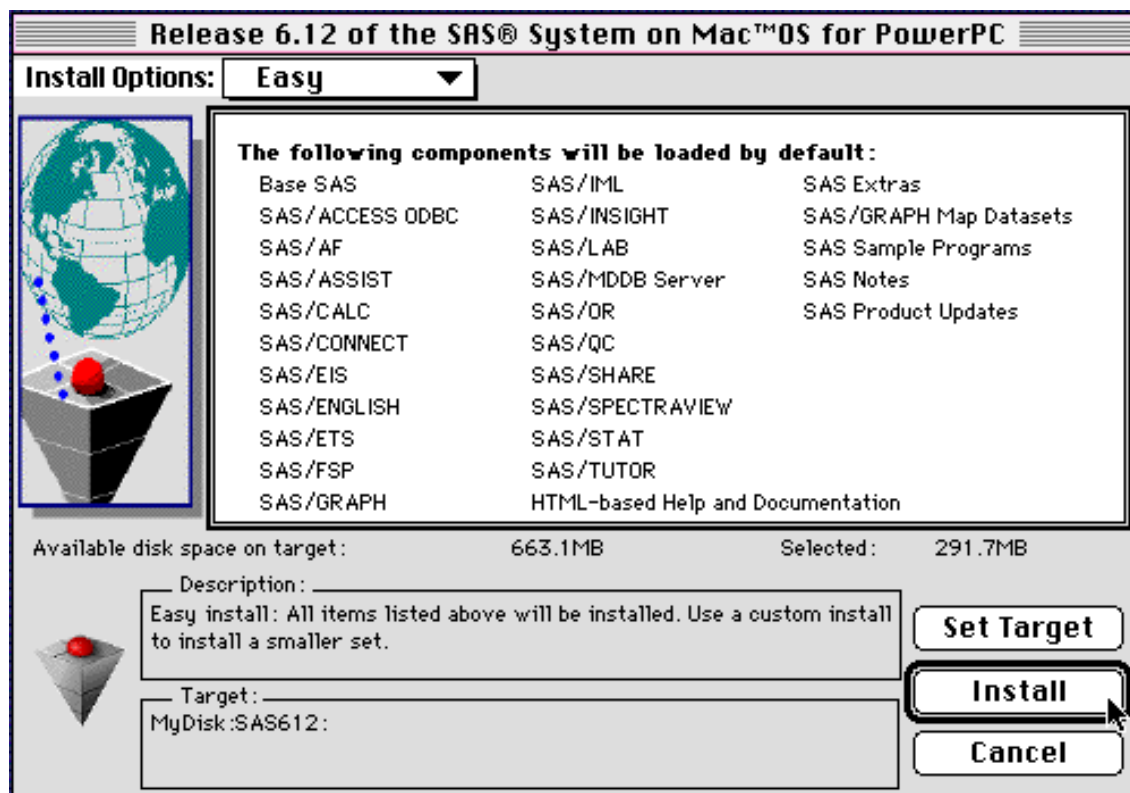 Release 6.12 of the SAS® System on Mac™OS for PowerPC
Install Options: Easy
The following components will be loaded by default:
Base SAS SAS/IML SAS Extras
SAS/ACCESS ODBC SAS/INSIGHT SAS/GRAPH Map Datasets
SAS/AF SAS/LAB SAS Sample Programs
SAS/ASSIST SAS/MDDB Server SAS Notes
SAS/CALC SAS/OR SAS Product Updates
SAS/CONNECT SAS/QC
SAS/EIS SAS/SHARE
SAS/ENGLISH SAS/SPECTRAVIEW
SAS/ETS SAS/STAT
SAS/FSP SAS/TUTOR
SAS/GRAPH HTML-based Help and Documentation
Available disk space on target: 663.1MB Selected: 291.7MB
Description:
Easy install: All items listed above will be installed. Use a custom install
to install a smaller set.
Set Target
Target:
MyDisk:SAS612:
Install
Cancel